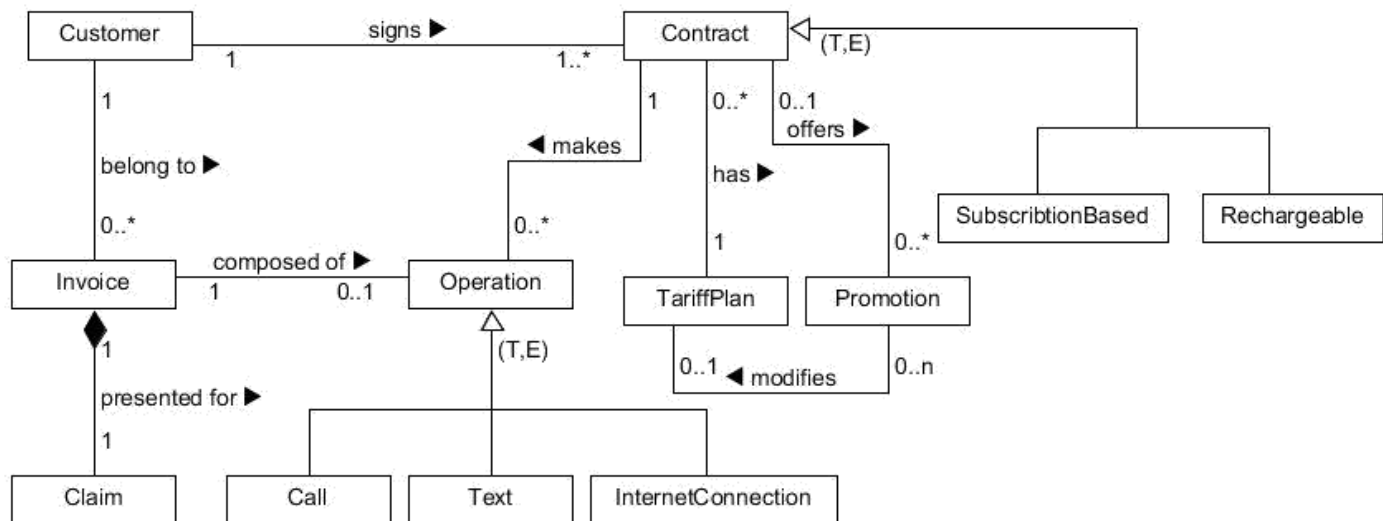 Customer
signs ▶
Contract
(T,E)
1
1..*
1
1
0..*
0..1
offers ▶
◀ makes
belong to ▶
has ▶
SubscribtionBased
Rechargeable
0..*
0..*
1
0..*
composed of ▶
Invoice
Operation
TariffPlan
Promotion
1
0..1
1
(T,E)
0..1
◀ modifies
0..n
presented for ▶
1
Claim
Call
Text
InternetConnection